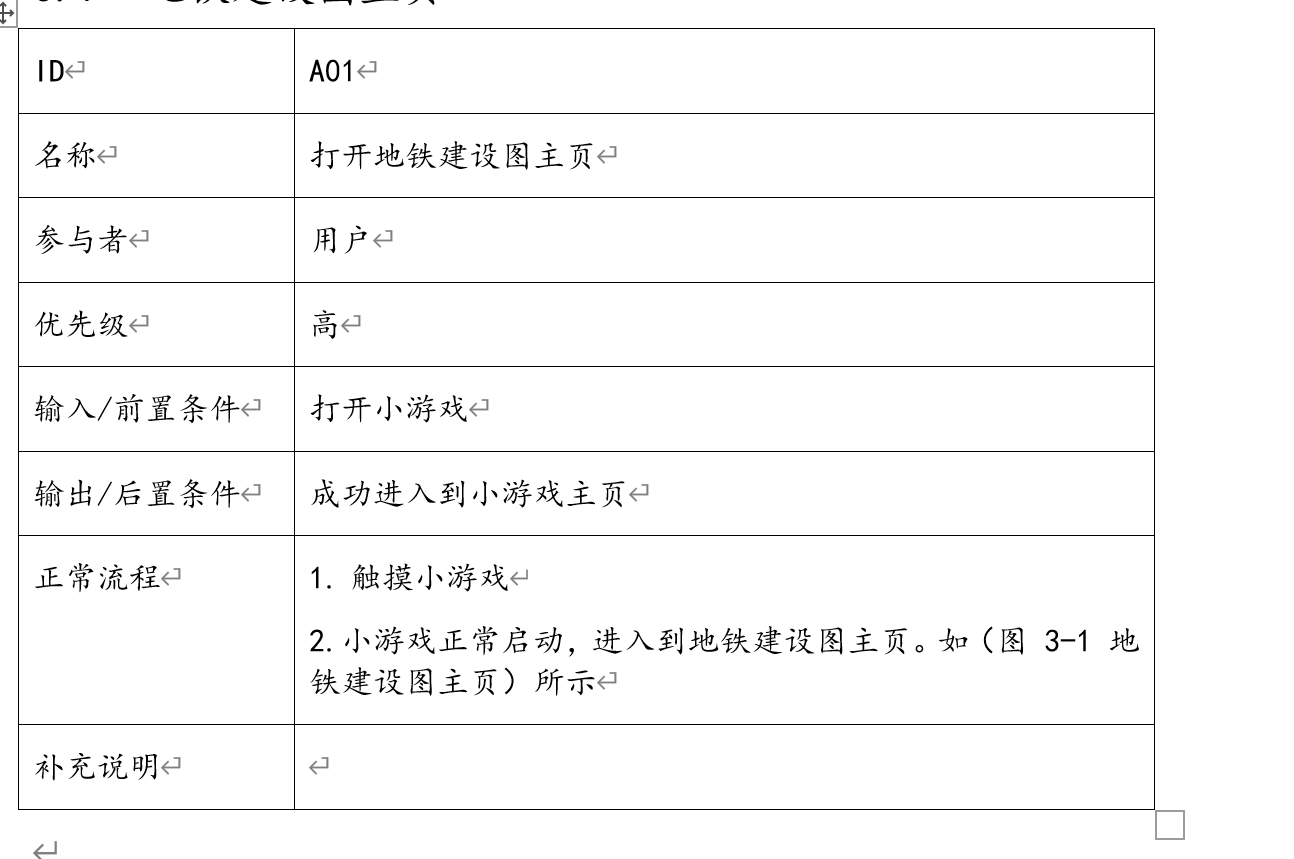 ID
A01
名称
打开地铁建设图主页
参与者
用户
优先级
高
输入/前置条件
打开小游戏
输出/后置条件
成功进入到小游戏主页
正常流程
1. 触摸小游戏
2.小游戏正常启动，进入到地铁建设图主页。如（图 3-1 地
铁建设图主页）所示
补充说明